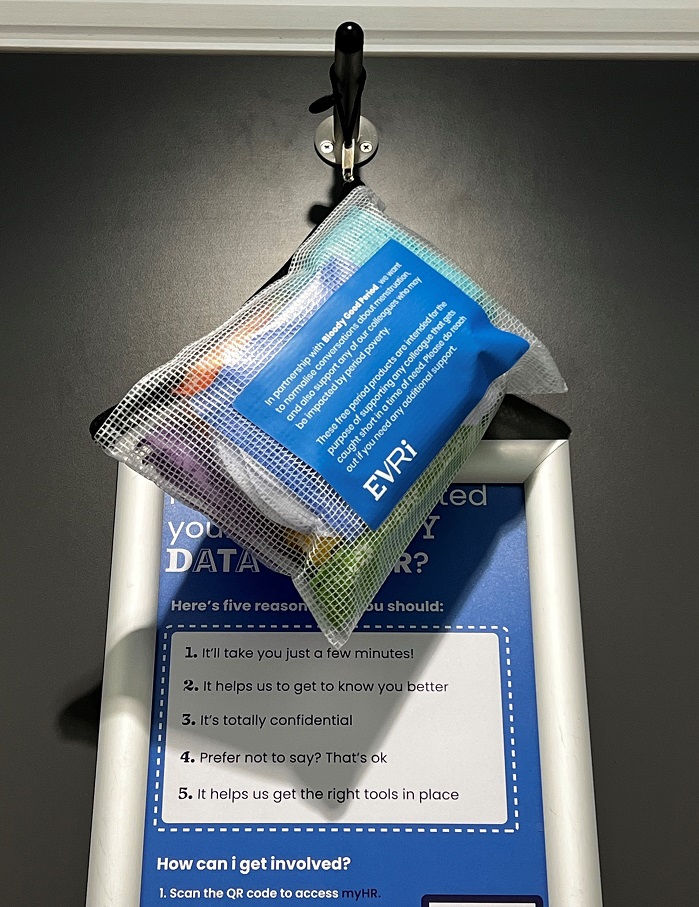 In partnership with Bloody Good Period, we want
to normalise conversations about menstruation,
and also support any of our colleagues who may
be impacted by period poverty.
These free period products are intended for the
purpose of supporting any colleague that gets
caught short in a time of need. Please do reach
out if you need any additional support.
EVRi
ted
you Y
DATA R?
Here's five reason you should:
1. It'll take you just a few minutes!
2. It helps us to get to know you better
3. It's totally confidential
4. Prefer not to say? That's ok
5. It helps us get the right tools in place
How can i get involved?
1. Scan the QR code to access myHR.